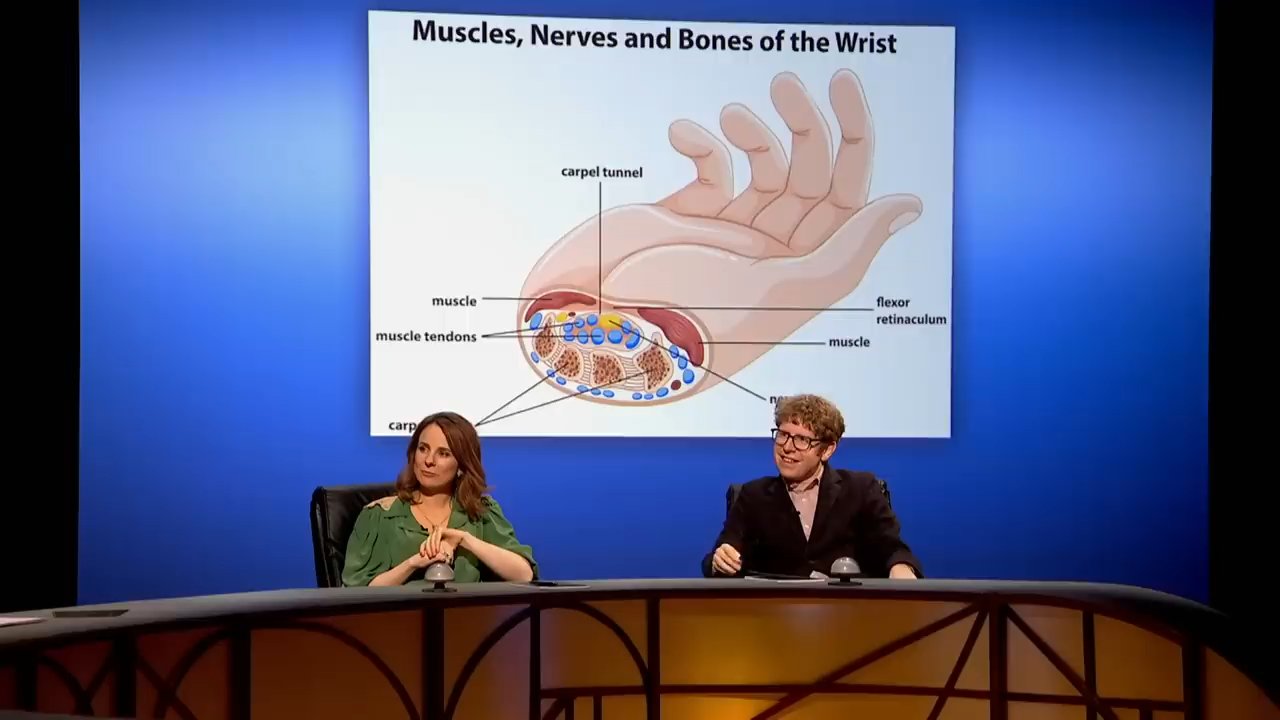 Muscles, Nerves and Bones of the Wrist
carpel tunnel
muscle
flexor
retinaculum
muscle tendons
muscle